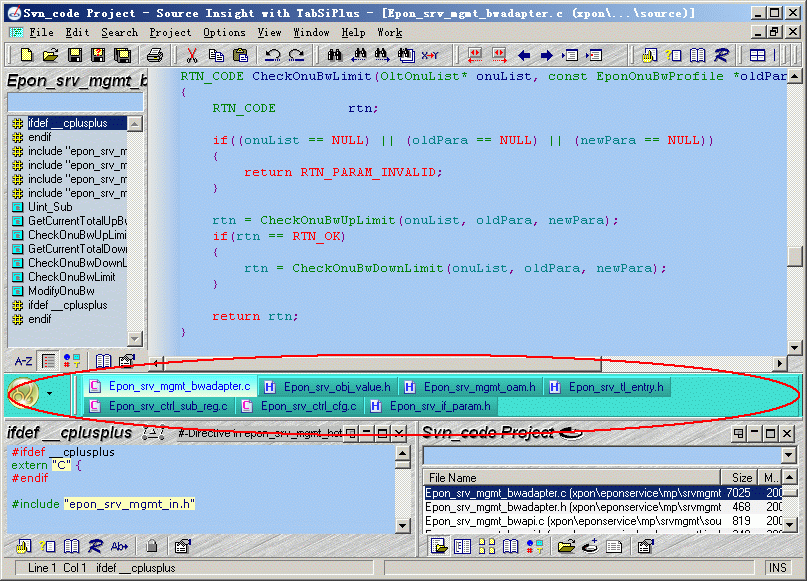 Svn_code Project - Source Insight with TabSiPlus - [Epon_srv_mgmt_bwadapter.c (xpon\...\source)]
File Edit Search Project Options View Window Help Work
Epon_srv_mgmt_b
RTN_CODE CheckOnuBwLimit(OltOnuList* onuList, const EponOnuBwProfile *oldPar
{
RTN_CODE rtn;
if((onuList == NULL) || (oldPara == NULL) || (newPara == NULL))
{
return RTN_PARAM_INVALID;
}
rtn = CheckOnuBwUpLimit(onuList, oldPara, newPara);
if(rtn == RTN_OK)
{
rtn = CheckOnuBwDownLimit(onuList, oldPara, newPara);
}
return rtn;
}
ifdef __cplusplus
endif
include "epon_srv_m
include "epon_srv_m
include "epon_srv_m
include "epon_srv_m
Uint_Sub
GetCurrentTotalUpBw
CheckOnuBwUpLimi
GetCurrentTotalDown
CheckOnuBwDownL
CheckOnuBwLimit
ModifyOnuBw
ifdef __cplusplus
endif
A-Z
Epon_srv_mgmt_bwadapter.c Epon_srv_obj_value.h Epon_srv_mgmt_oam.h Epon_srv_tl_entry.h
Epon_srv_ctrl_sub_reg.c Epon_srv_ctrl_cfg.c Epon_srv_if_param.h
ifdef __cplusplus #-Directive in epon_srv_mgmt_hot
#ifdef __cplusplus
extern "C" {
#endif
#include "epon_srv_mgmt_in.h"
Svn_code Project
File Name Size M..
Epon_srv_mgmt_bwadapter.c (xpon\eponservice\mp\srvmgmt 7025 200
Epon_srv_mgmt_bwadapter.h (xpon\eponservice\mp\srvmgmt 468 200
Epon_srv_mgmt_bwapi.c (xpon\eponservice\mp\srvmgmt\sou 819 200
Line 1 Col 1 ifdef __cplusplus
INS